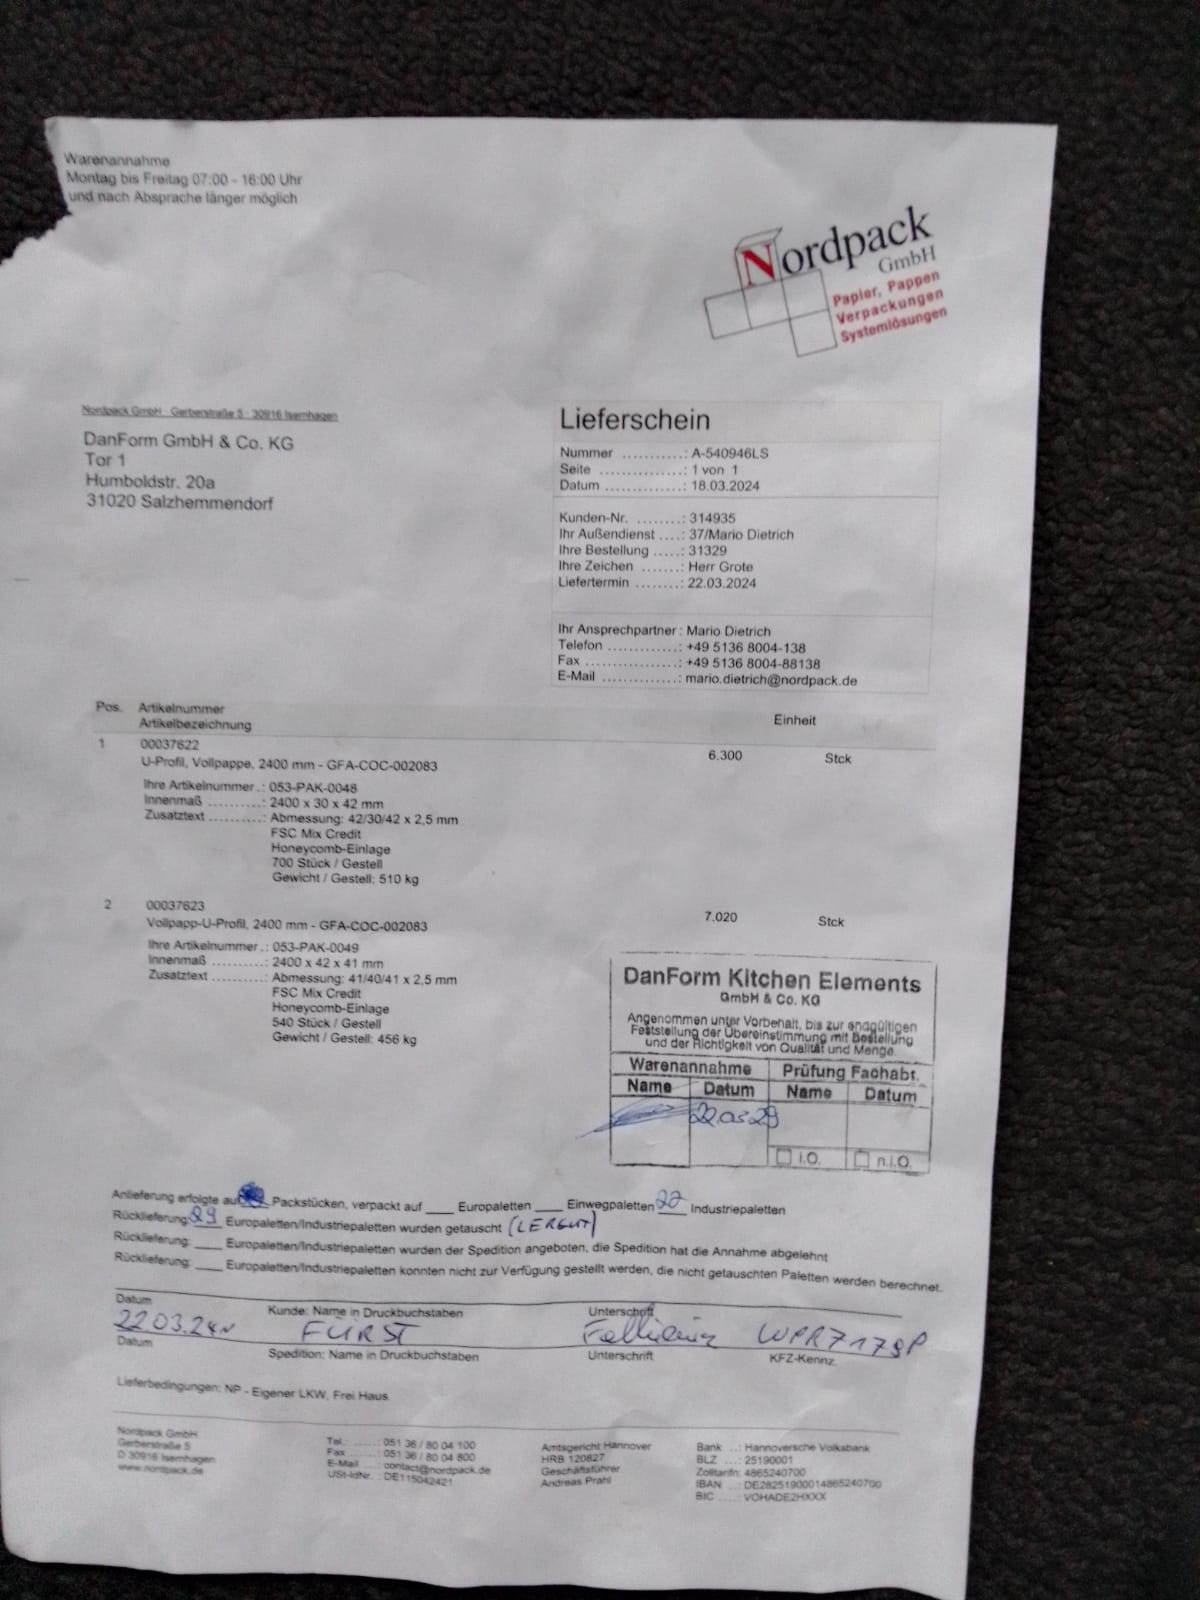 Warenannahme
Montag bis Freitag 07:00 - 16:00 Uhr
und nach Absprache länger möglich
Nordpack
GmbH
Papier, Pappen
Verpackungen
Systemlösungen
Nordpack GmbH · Gerberstraße 5 · 30916 Isernhagen
DanForm GmbH & Co. KG
Tor 1
Humboldstr. 20a
31020 Salzhemmendorf
Lieferschein
Nummer ..........: A-540946LS
Seite ..............: 1 von 1
Datum .............: 18.03.2024
Kunden-Nr. ........: 314935
Ihr Außendienst ....: 37/Mario Dietrich
Ihre Bestellung .....: 31329
Ihre Zeichen .......: Herr Grote
Liefertermin .......: 22.03.2024
Ihr Ansprechpartner : Mario Dietrich
Telefon ............: +49 5136 8004-138
Fax ................: +49 5136 8004-88138
E-Mail .............: mario.dietrich@nordpack.de
Pos. Artikelnummer
Artikelbezeichnung Einheit
1 00037622 6.300 Stck
U-Profil, Vollpappe, 2400 mm - GFA-COC-002083
Ihre Artikelnummer .: 053-PAK-0048
Innenmaß ..........: 2400 x 30 x 42 mm
Zusatztext ..........: Abmessung: 42/30/42 x 2,5 mm
FSC Mix Credit
Honeycomb-Einlage
700 Stück / Gestell
Gewicht / Gestell: 510 kg
2 00037623 7.020 Stck
Vollpapp-U-Profil, 2400 mm - GFA-COC-002083
Ihre Artikelnummer .: 053-PAK-0049
Innenmaß ..........: 2400 x 42 x 41 mm
Zusatztext ..........: Abmessung: 41/40/41 x 2,5 mm
FSC Mix Credit
Honeycomb-Einlage
540 Stück / Gestell
Gewicht / Gestell: 456 kg
DanForm Kitchen Elements
GmbH & Co. KG
Angenommen unter Vorbehalt, bis zur endgültigen
Feststellung der Übereinstimmung mit Bestellung
und der Richtigkeit von Qualität und Menge.
Warenannahme Prüfung Fachabt.
Name Datum Name Datum
i.O. n.i.O.
Anlieferung erfolgte auf Packstücken, verpackt auf ____ Europaletten ____ Einwegpaletten 22 Industriepaletten
Rücklieferung: 29 Europaletten/Industriepaletten wurden getauscht (LERGUT)
Rücklieferung: ____ Europaletten/Industriepaletten wurden der Spedition angeboten, die Spedition hat die Annahme abgelehnt
Rücklieferung: ____ Europaletten/Industriepaletten konnten nicht zur Verfügung gestellt werden, die nicht getauschten Paletten werden berechnet.
Datum Kunde: Name in Druckbuchstaben Unterschrift
22.03.24 FÜRST WPR7179P
Datum Spedition: Name in Druckbuchstaben Unterschrift KFZ-Kennz.
Lieferbedingungen: NP - Eigener LKW, Frei Haus
Nordpack GmbH
Gerberstraße 5
D 30916 Isernhagen
www.nordpack.de
Tel. .....: 051 36 / 80 04 100
Fax .....: 051 36 / 80 04 800
E-Mail ....: contact@nordpack.de
USt-IdNr. : DE115042421
Amtsgericht Hannover
HRB 120827
Geschäftsführer
Andreas Prahl
Bank ..: Hannoversche Volksbank
BLZ ...: 25190001
Zolltarifn: 4865240700
IBAN ..: DE28251900014865240700
BIC ....: VOHADE2HXXX